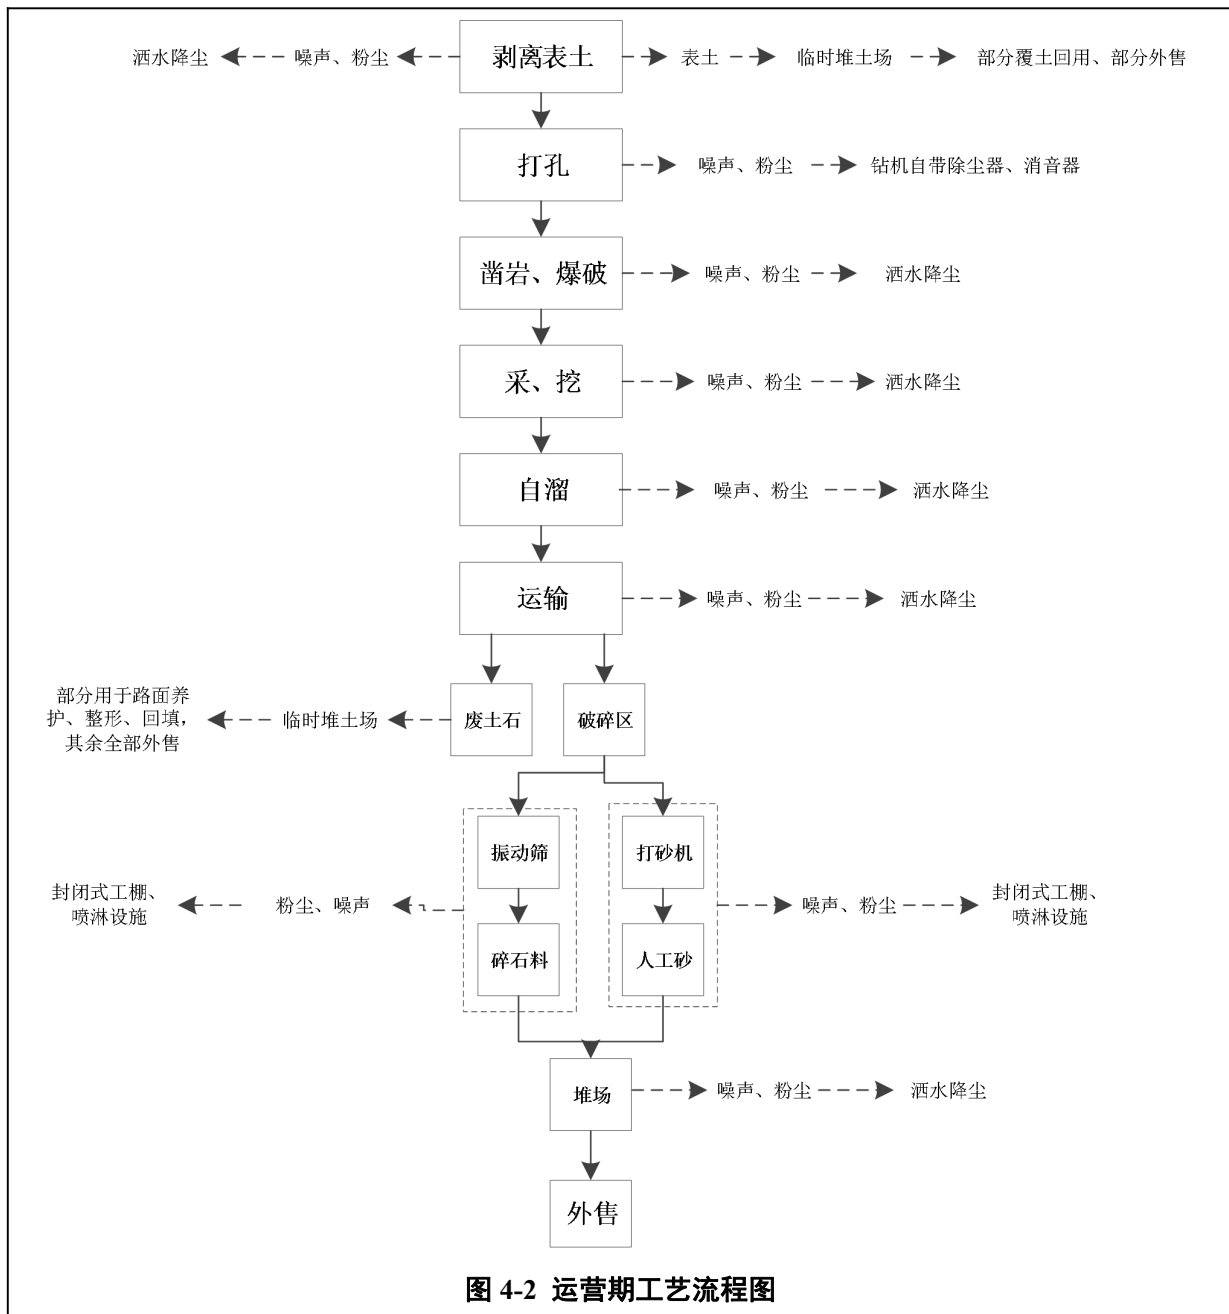 洒水降尘 噪声、粉尘 剥离表土 表土 临时堆土场 部分覆土回用、部分外售
打孔 噪声、粉尘 钻机自带除尘器、消音器
凿岩、爆破 噪声、粉尘 洒水降尘
采、挖 噪声、粉尘 洒水降尘
自溜 噪声、粉尘 洒水降尘
运输 噪声、粉尘 洒水降尘
部分用于路面养
护、整形、回填，
其余全部外售
临时堆土场 废土石 破碎区
振动筛 打砂机
封闭式工棚、
喷淋设施
粉尘、噪声
噪声、粉尘
封闭式工棚、
喷淋设施
碎石料 人工砂
堆场 噪声、粉尘 洒水降尘
外售
图 4-2 运营期工艺流程图